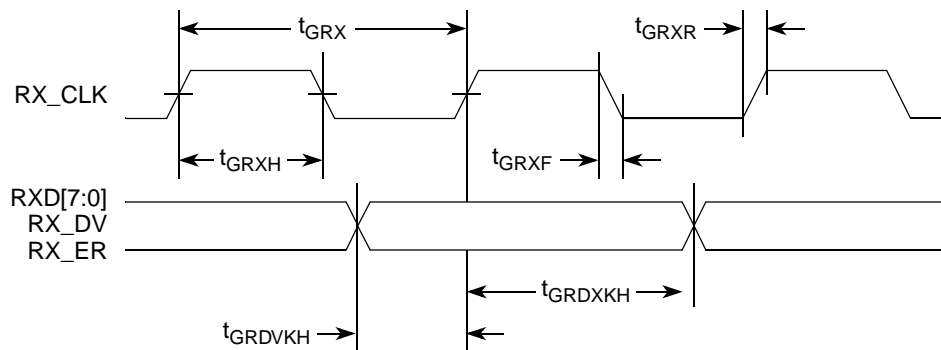 tGRX
tGRXR
RX_CLK
tGRXH
tGRXF
RXD[7:0]
RX_DV
RX_ER
tGRDXKH
tGRDVKH